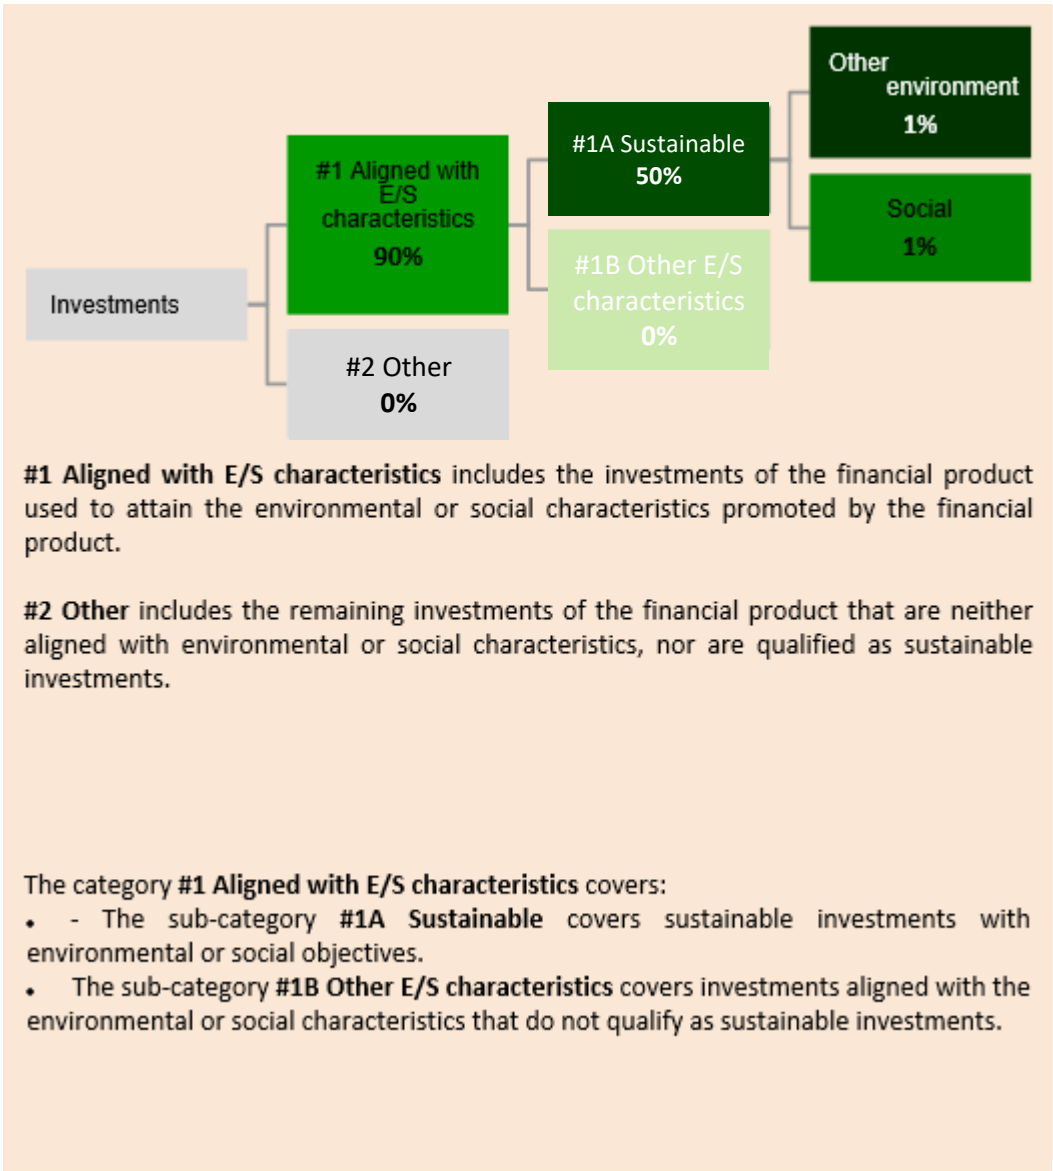 Other
environment
1%
#1A Sustainable
50%
#1 Aligned with
E/S
characteristics
90%
Social
1%
#1B Other E/S
characteristics
0%
Investments
#2 Other
0%
#1 Aligned with E/S characteristics includes the investments of the financial product
used to attain the environmental or social characteristics promoted by the financial
product.
#2 Other includes the remaining investments of the financial product that are neither
aligned with environmental or social characteristics, nor are qualified as sustainable
investments.
The category #1 Aligned with E/S characteristics covers:
• - The sub-category #1A Sustainable covers sustainable investments with
environmental or social objectives.
• The sub-category #1B Other E/S characteristics covers investments aligned with the
environmental or social characteristics that do not qualify as sustainable investments.